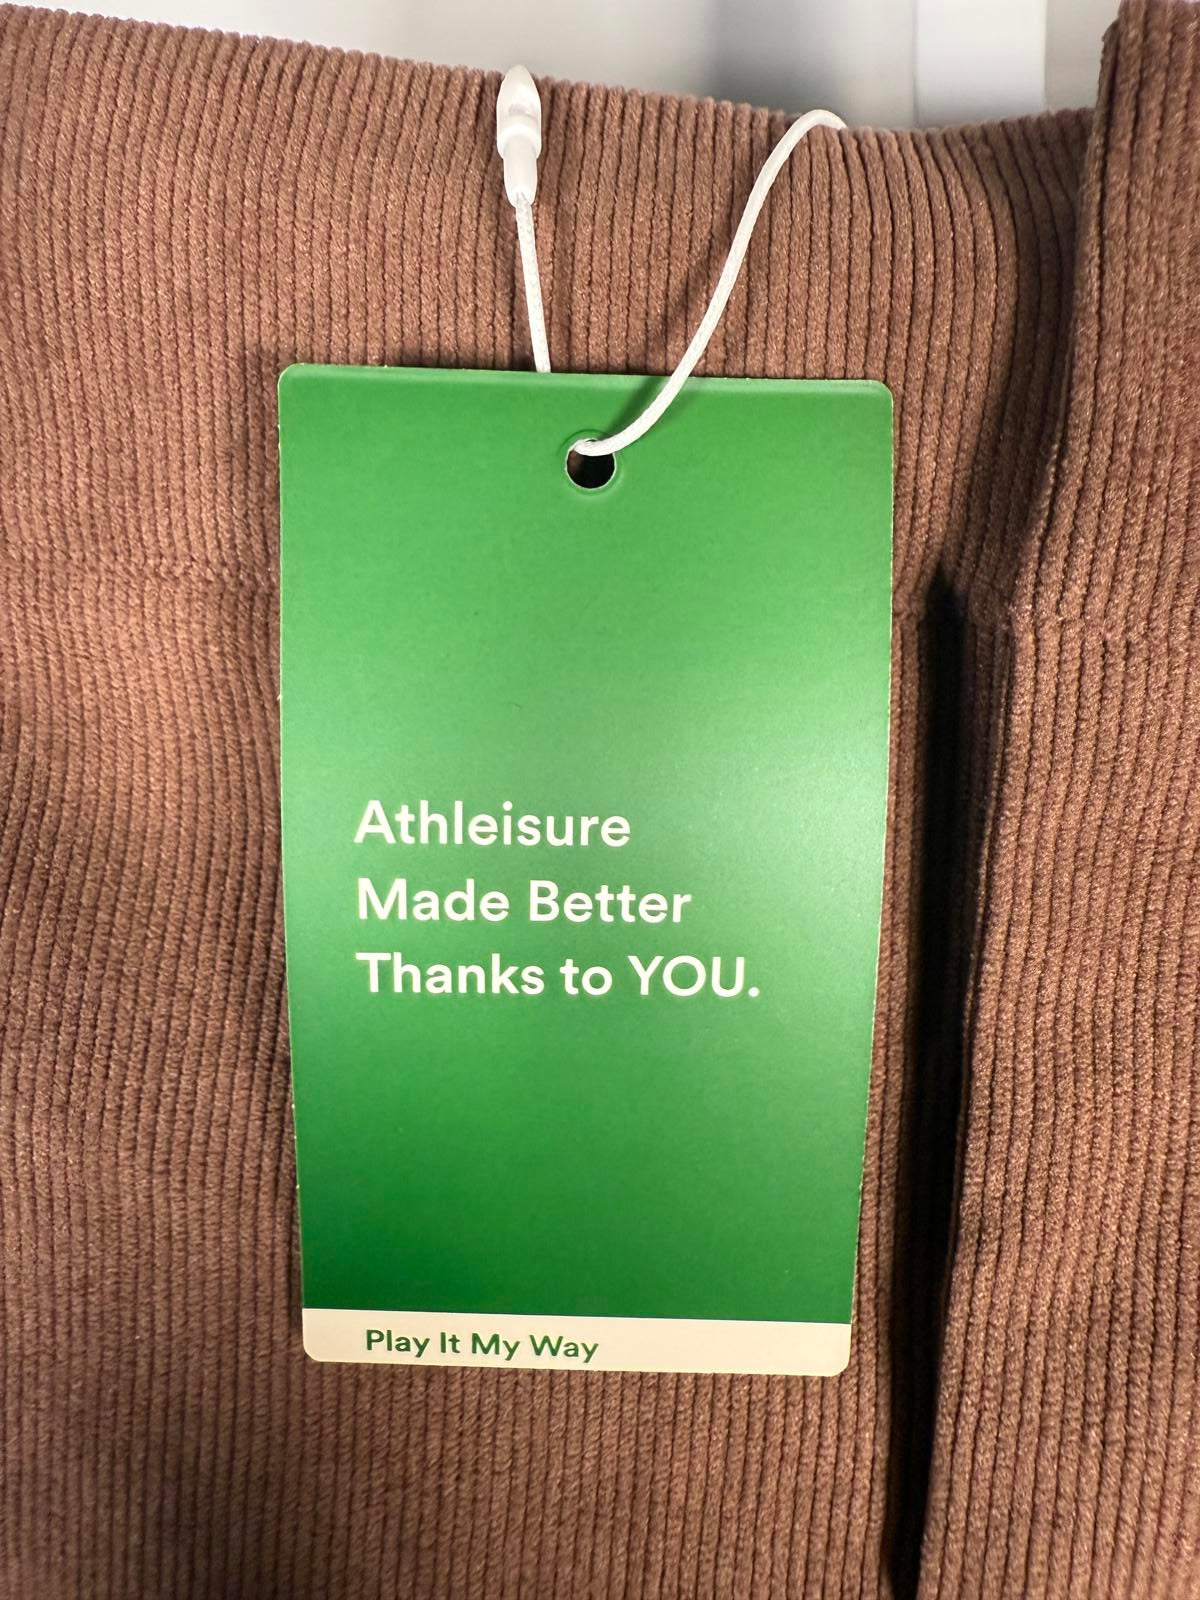 Athleisure
Made Better
Thanks to YOU.
Play It My Way